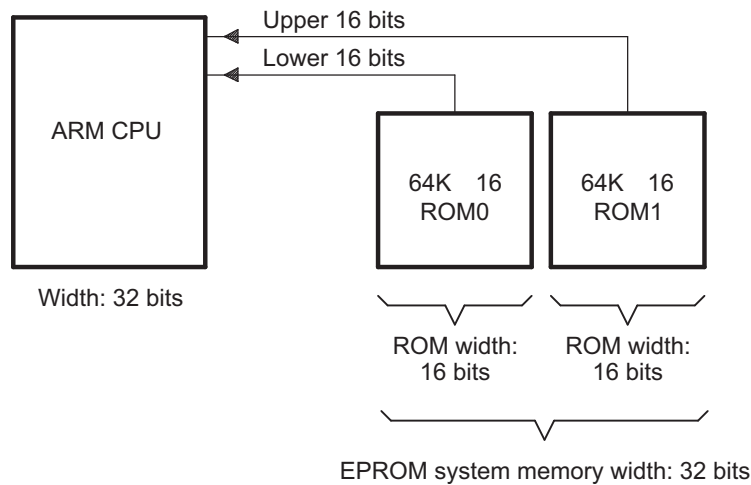 Upper 16 bits
Lower 16 bits
ARM CPU
64K 16
ROM0
64K 16
ROM1
Width: 32 bits
ROM width:
16 bits
ROM width:
16 bits
EPROM system memory width: 32 bits